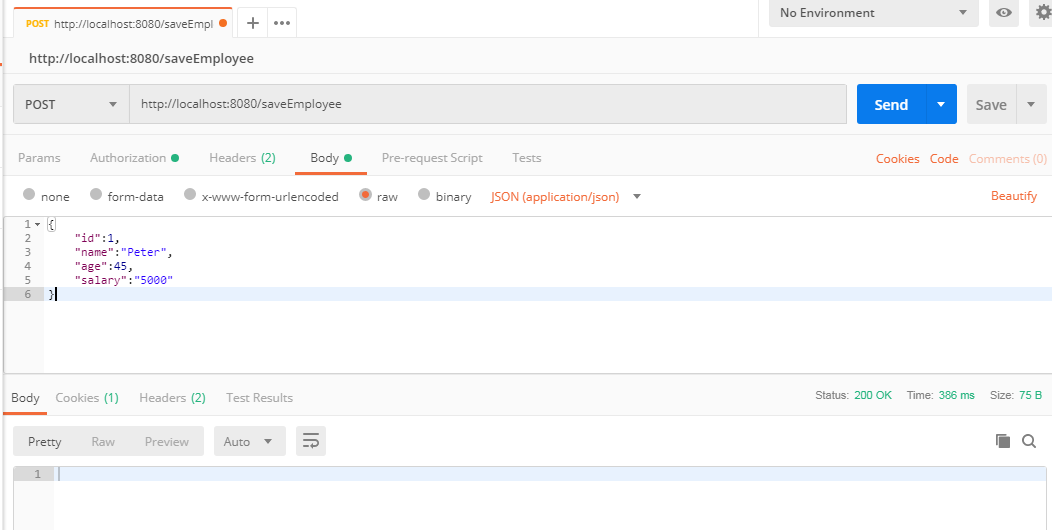 POST http://localhost:8080/saveEmpl + ••• No Environment
http://localhost:8080/saveEmployee
POST http://localhost:8080/saveEmployee Send Save
Params Authorization Headers (2) Body Pre-request Script Tests Cookies Code Comments (0)
none form-data x-www-form-urlencoded raw binary JSON (application/json) Beautify
1 {
2 "id":1,
3 "name":"Peter",
4 "age":45,
5 "salary":"5000"
6 }
Body Cookies (1) Headers (2) Test Results Status: 200 OK Time: 386 ms Size: 75 B
Pretty Raw Preview Auto
1